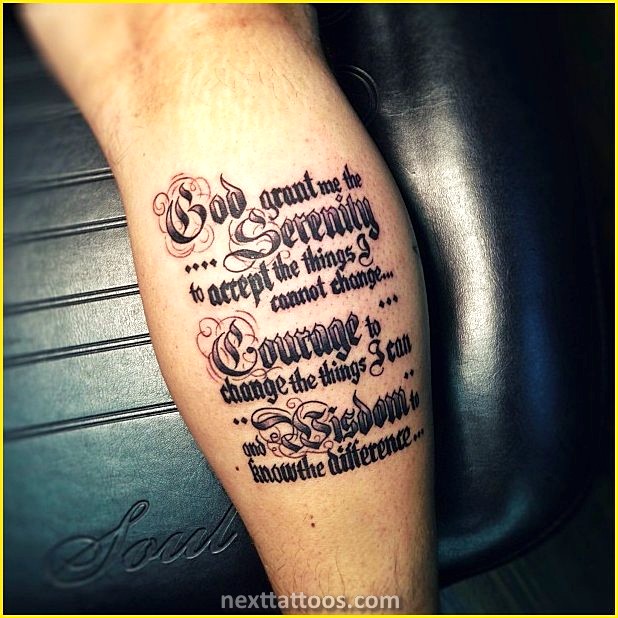 God grant me the
Serenity
.... to accept the things I
cannot change...
...
Courage to
change the things I can
..
.. and Wisdom to
know the difference...
Soul
nexttattoos.com